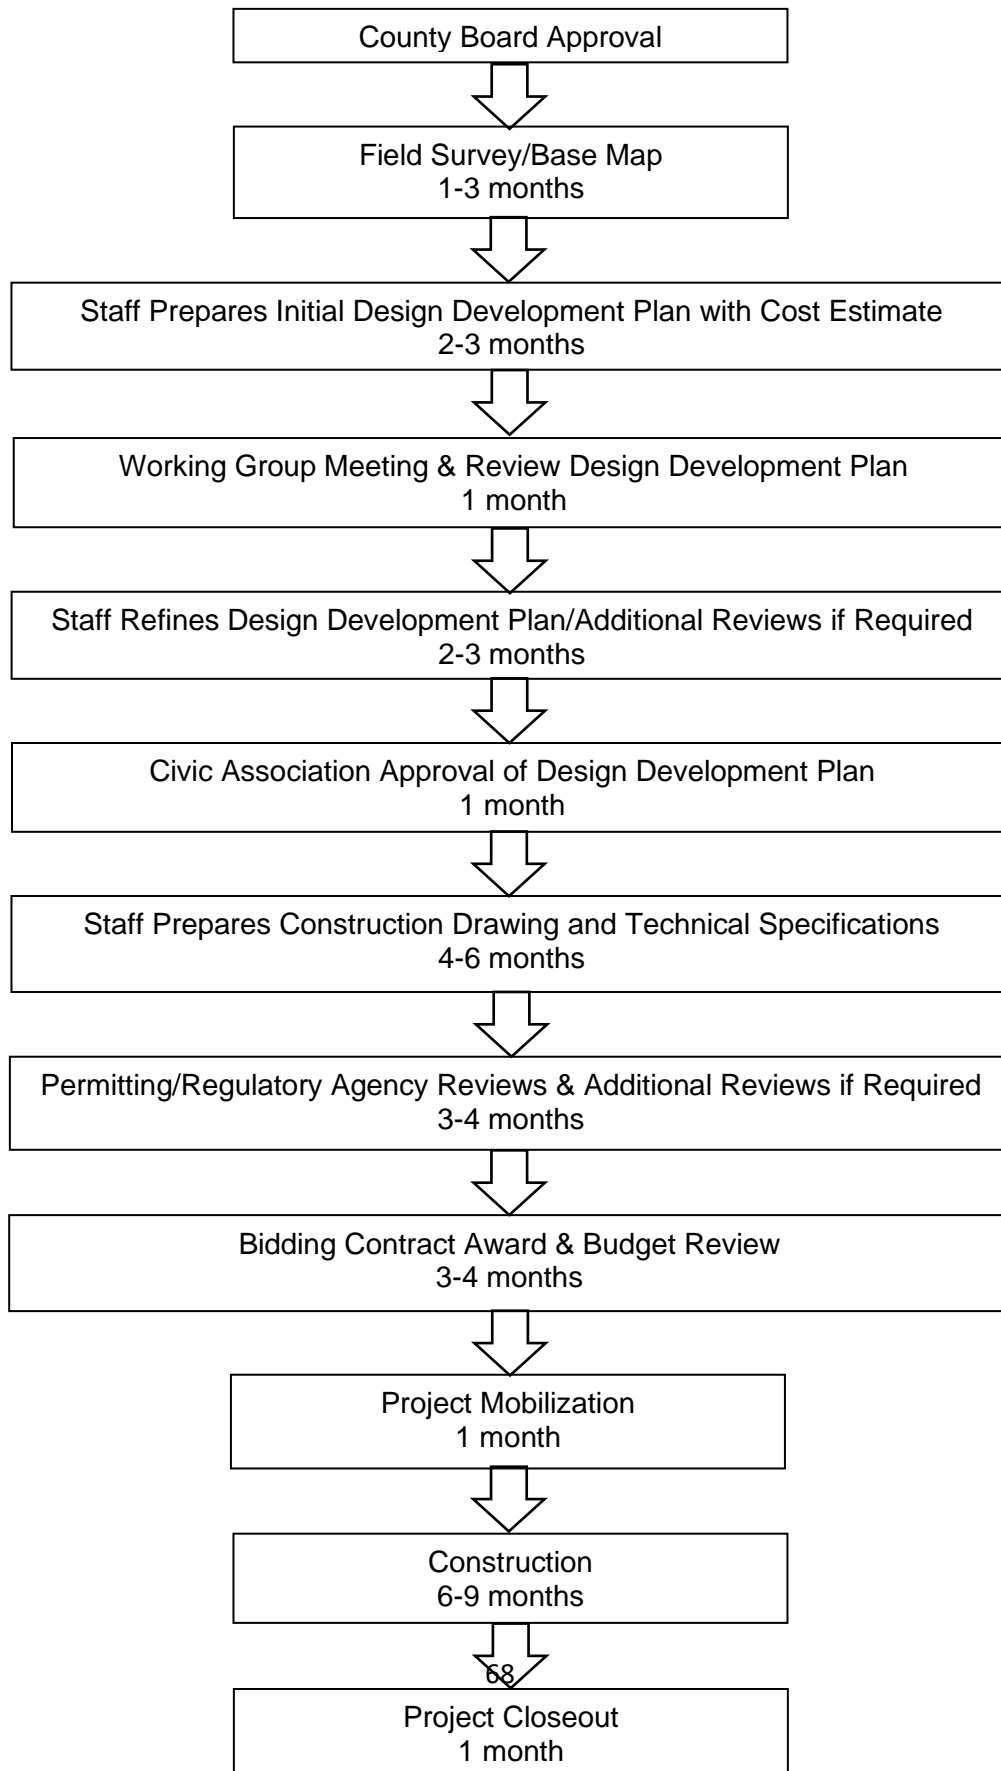 County Board Approval
Field Survey/Base Map
1-3 months
Staff Prepares Initial Design Development Plan with Cost Estimate
2-3 months
Working Group Meeting & Review Design Development Plan
1 month
Staff Refines Design Development Plan/Additional Reviews if Required
2-3 months
Civic Association Approval of Design Development Plan
1 month
Staff Prepares Construction Drawing and Technical Specifications
4-6 months
Permitting/Regulatory Agency Reviews & Additional Reviews if Required
3-4 months
Bidding Contract Award & Budget Review
3-4 months
Project Mobilization
1 month
Construction
6-9 months
68
Project Closeout
1 month